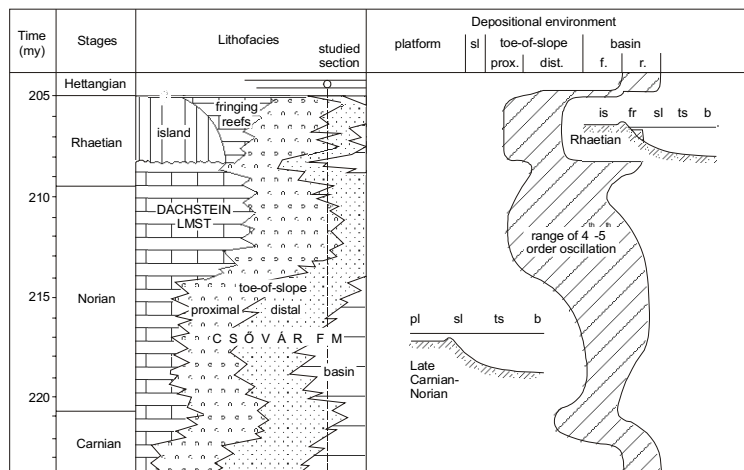 Time
(my)
Stages
Lithofacies
studied
section
Depositional environment
platform
sl
toe-of-slope
basin
prox.
dist.
f.
r.
Hettangian
205
Rhaetian
210
Norian
215
220
Carnian
island
fringing
reefs
DACHSTEIN
LMST
toe-of-slope
proximal
distal
CSŐVÁR FM
basin
is fr sl ts b
Rhaetian
range of 4th-5th
order oscillation
pl sl ts b
Late
Carnian-
Norian